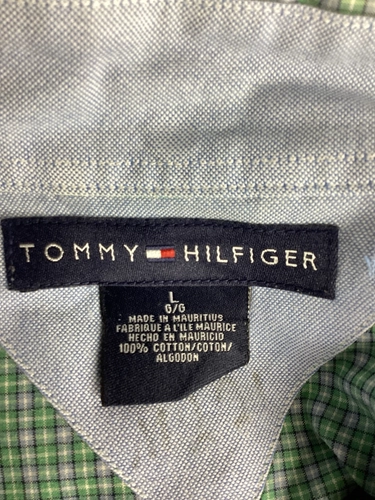 TOMMY HILFIGER
L
G/G
MADE IN MAURITIUS
FABRIQUE A L'ILE MAURICE
HECHO EN MAURICIO
100% COTTON/COTON/
ALGODON